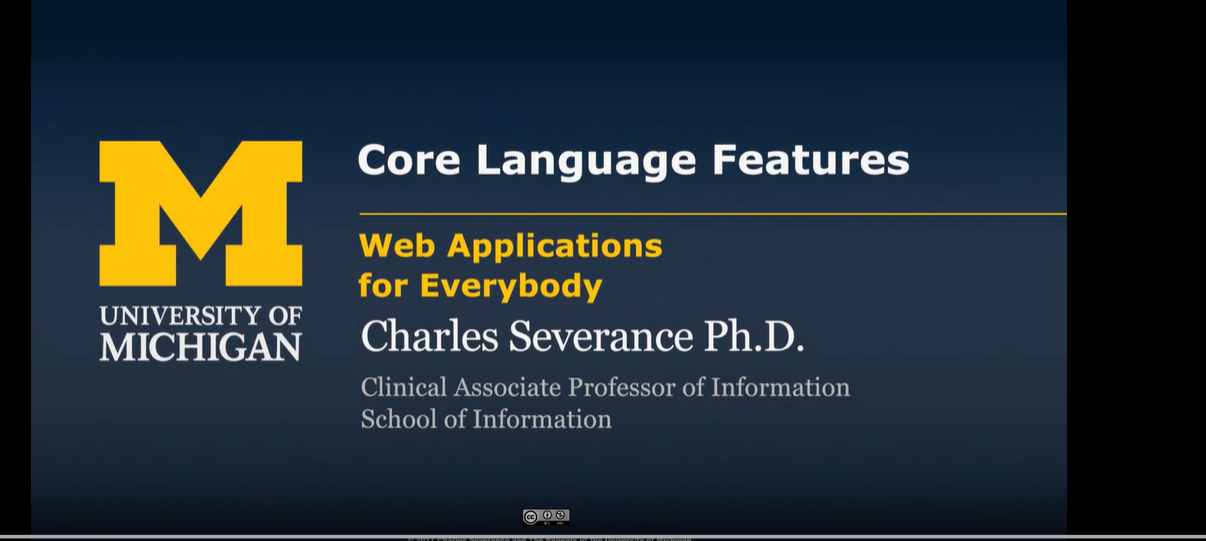 Core Language Features
Web Applications
for Everybody
UNIVERSITY OF
MICHIGAN
Charles Severance Ph.D.
Clinical Associate Professor of Information
School of Information